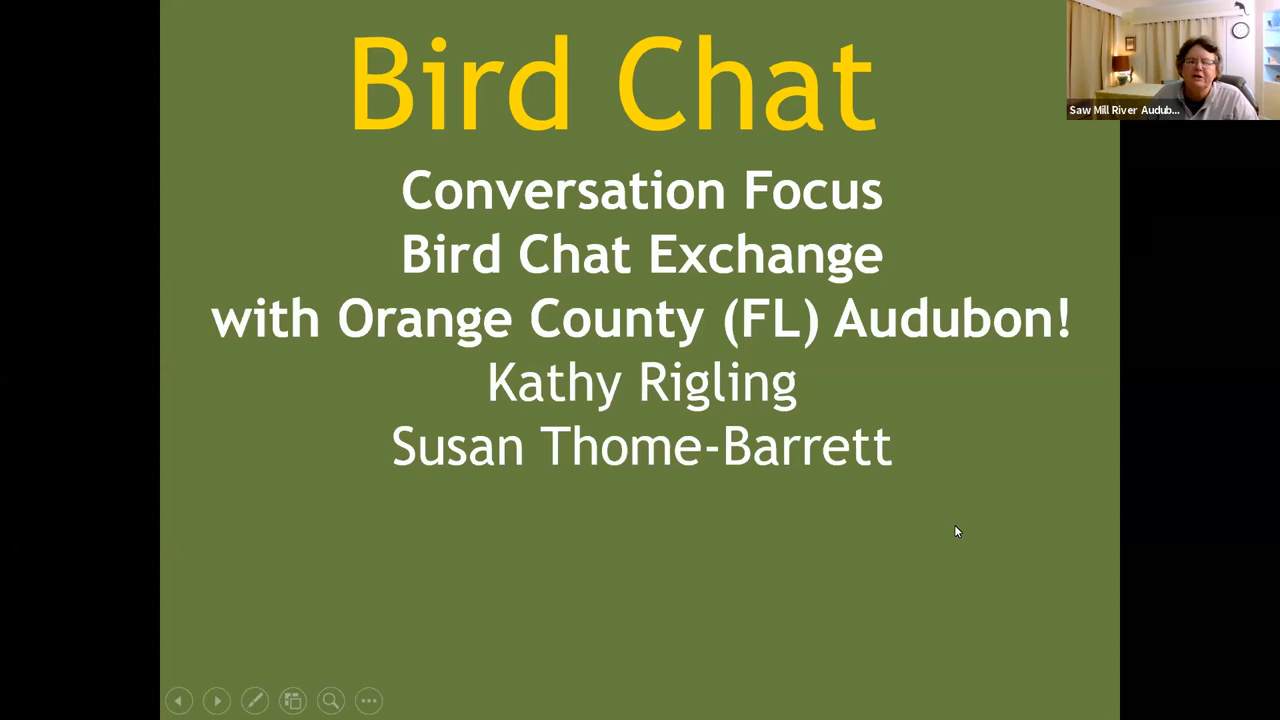 Bird Chat
Saw Mill River Audub...
Conversation Focus
Bird Chat Exchange
with Orange County (FL) Audubon!
Kathy Rigling
Susan Thome-Barrett